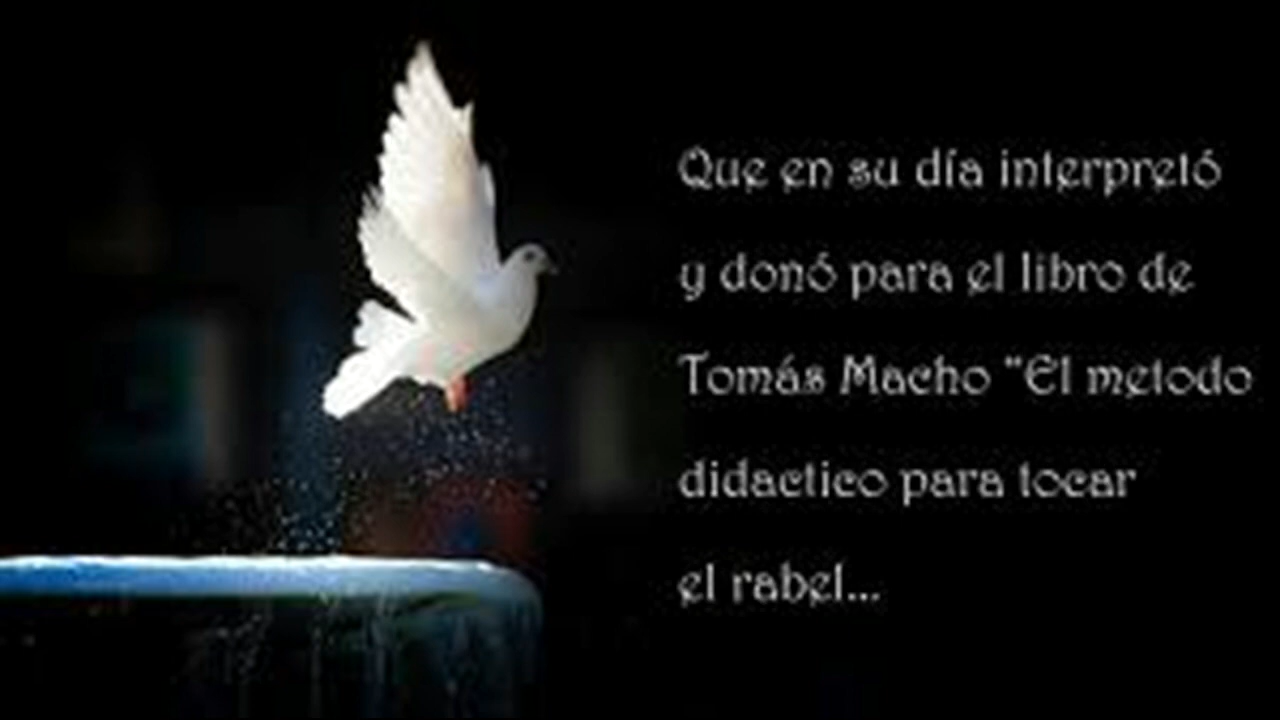 Que en su día interpretó
y donó para el libro de
Tomás Macho "El metodo
didactico para tocar
el rabel...